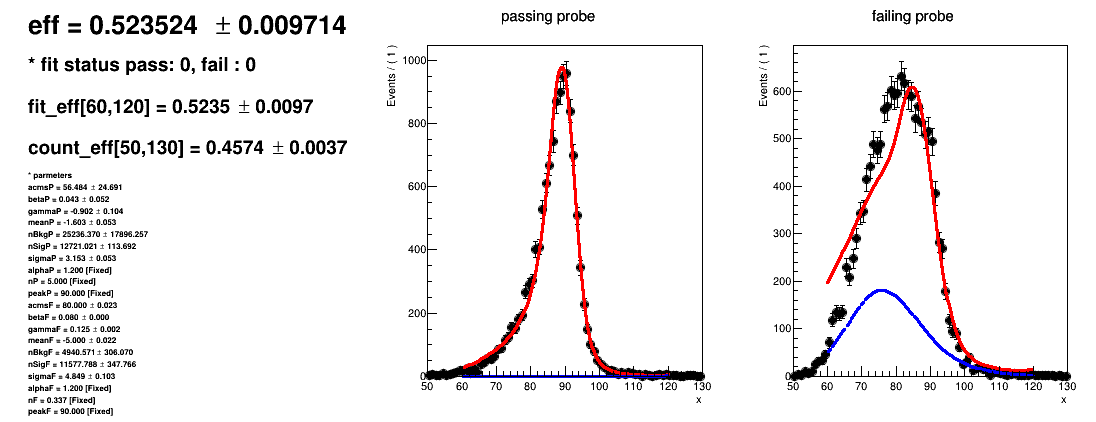 eff = 0.523524 ± 0.009714
* fit status pass: 0, fail : 0
fit_eff[60,120] = 0.5235 ± 0.0097
count_eff[50,130] = 0.4574 ± 0.0037
* parmeters
acmsP = 56.484 ± 24.691
betaP = 0.043 ± 0.052
gammaP = -0.902 ± 0.104
meanP = -1.603 ± 0.053
nBkgP = 25236.370 ± 17896.257
nSigP = 12721.021 ± 113.692
sigmaP = 3.153 ± 0.053
alphaP = 1.200 [Fixed]
nP = 5.000 [Fixed]
peakP = 90.000 [Fixed]
acmsF = 80.000 ± 0.023
betaF = 0.080 ± 0.000
gammaF = 0.125 ± 0.002
meanF = -5.000 ± 0.022
nBkgF = 4940.571 ± 306.070
nSigF = 11577.788 ± 347.766
sigmaF = 4.849 ± 0.103
alphaF = 1.200 [Fixed]
nF = 0.337 [Fixed]
peakF = 90.000 [Fixed]
passing probe
Events / ( 1 )
1000
800
600
400
200
0
50 60 70 80 90 100 110 120 130
x
failing probe
Events / ( 1 )
600
500
400
300
200
100
0
50 60 70 80 90 100 110 120 130
x